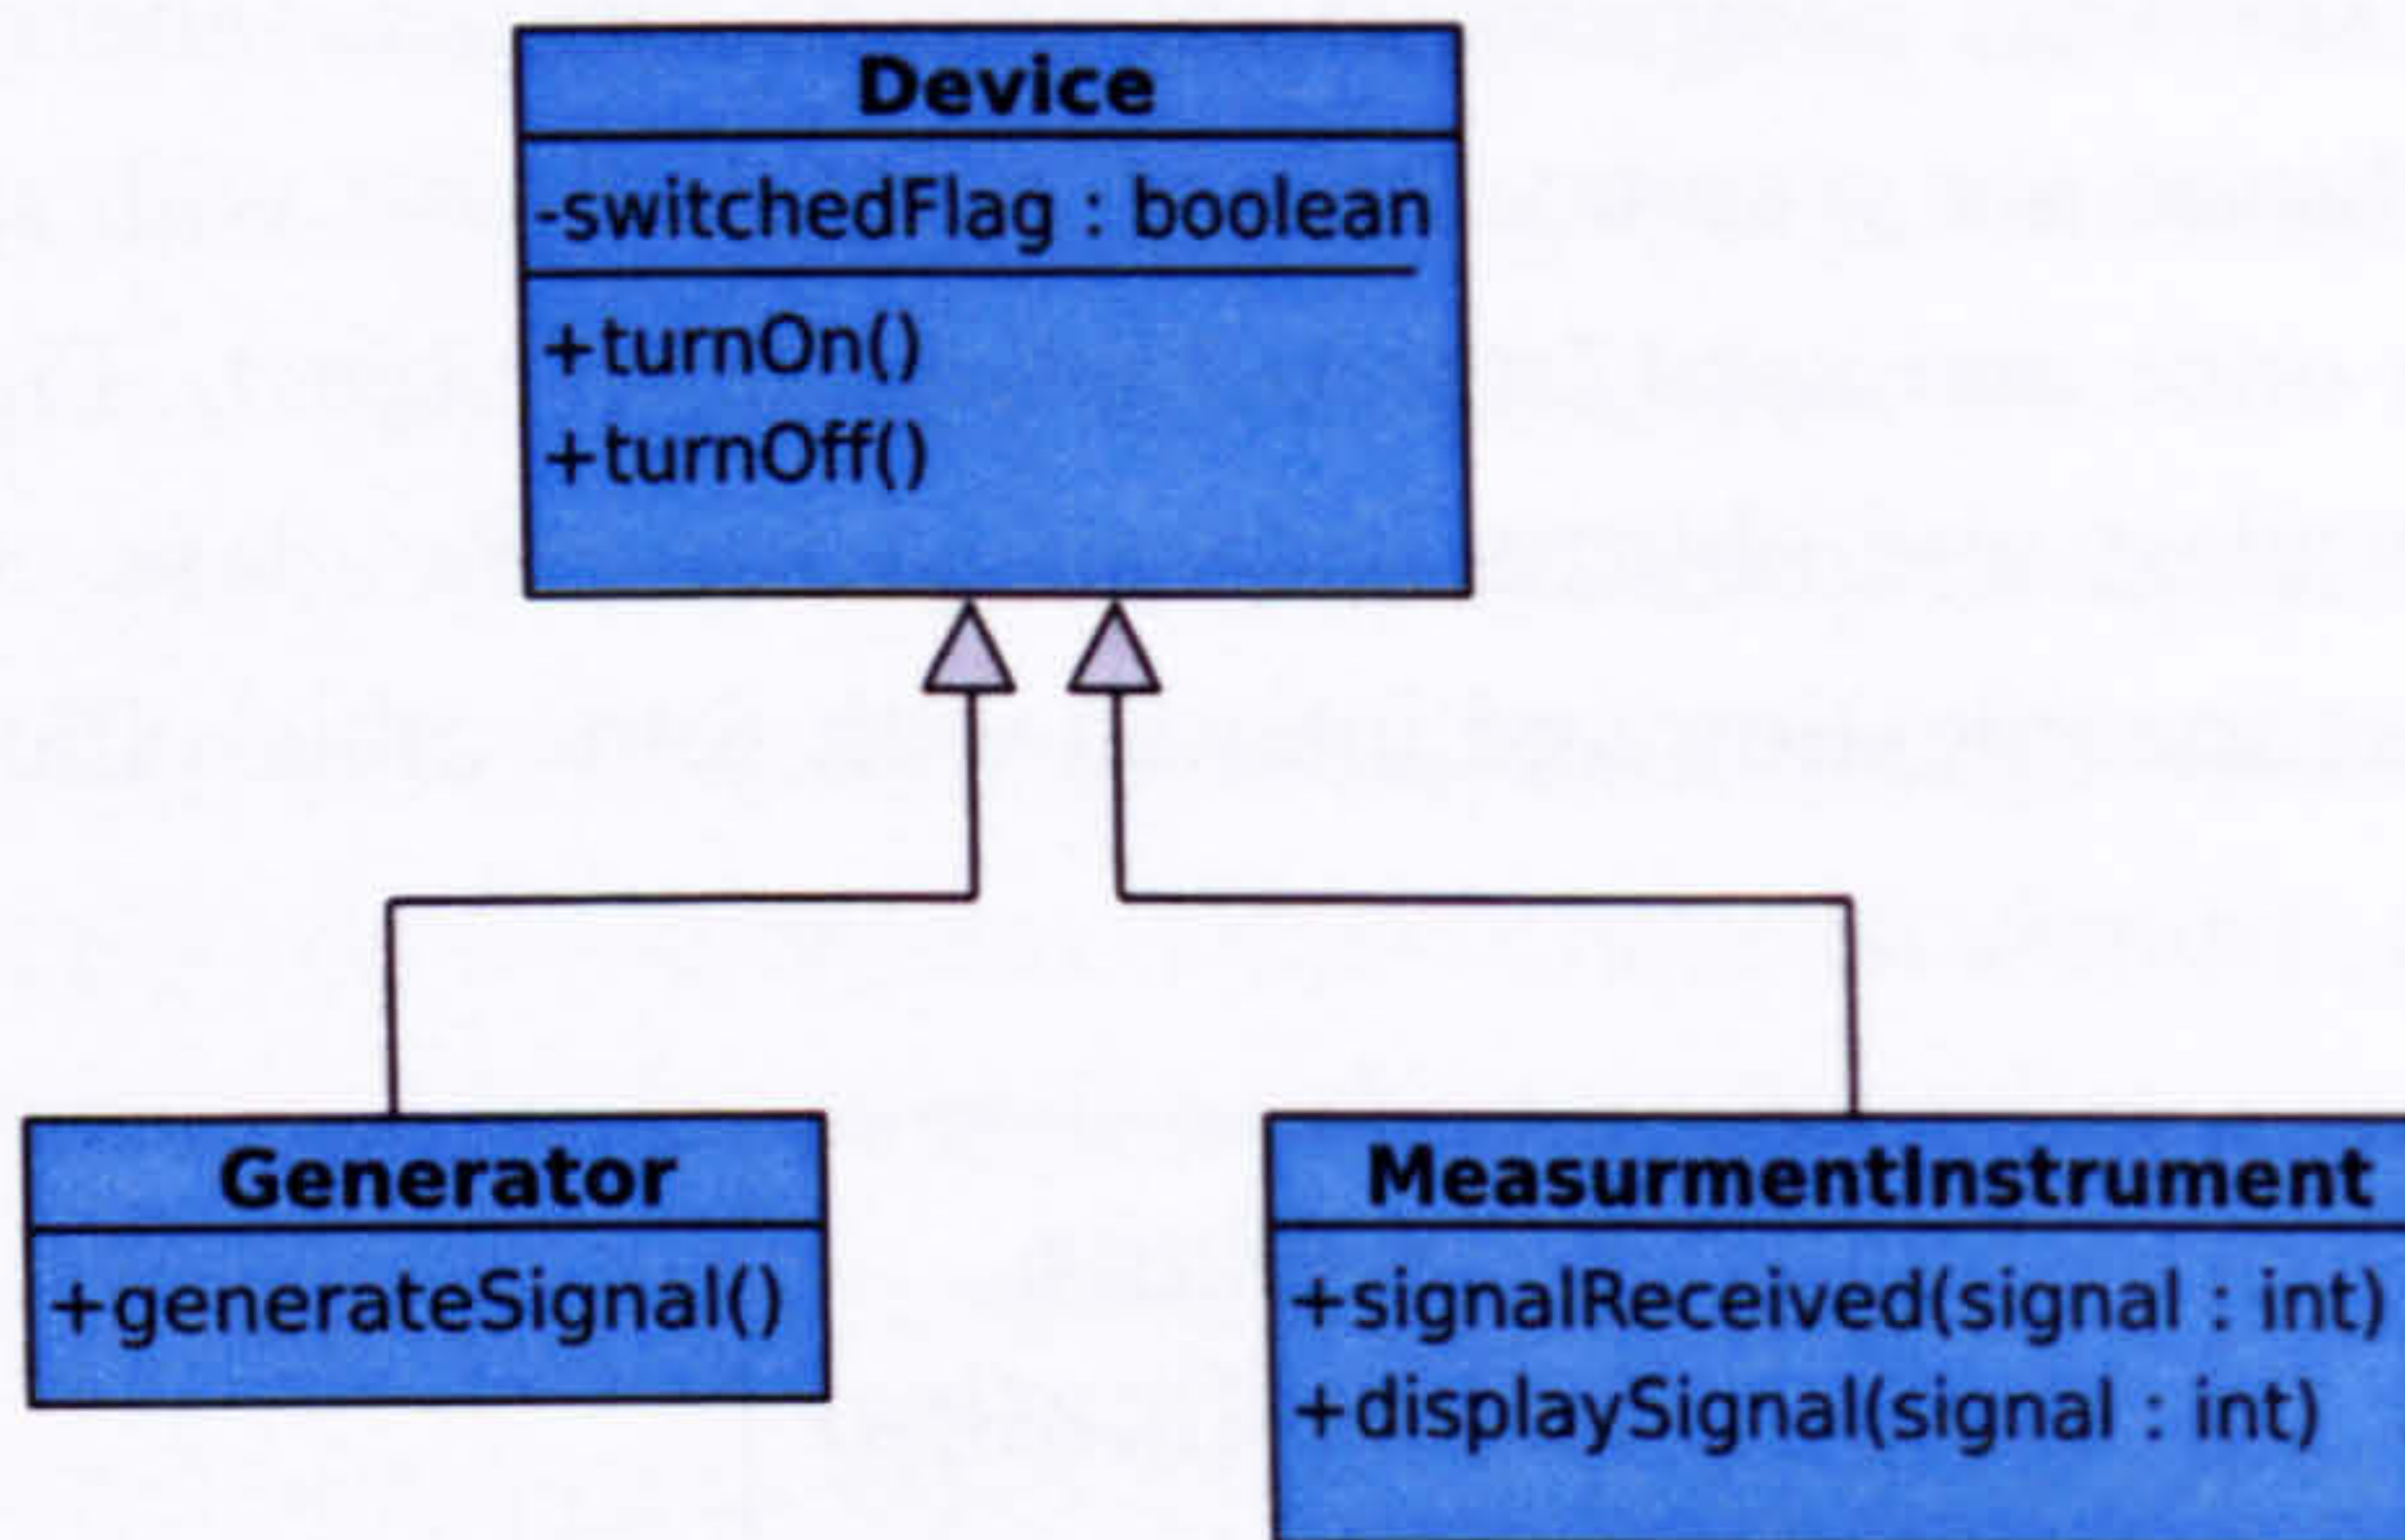 Device
-switchedFlag : boolean
+turnOn()
+turnOff()
Generator
+generateSignal()
MeasurmentInstrument
+signalReceived(signal : int)
+displaySignal(signal : int)